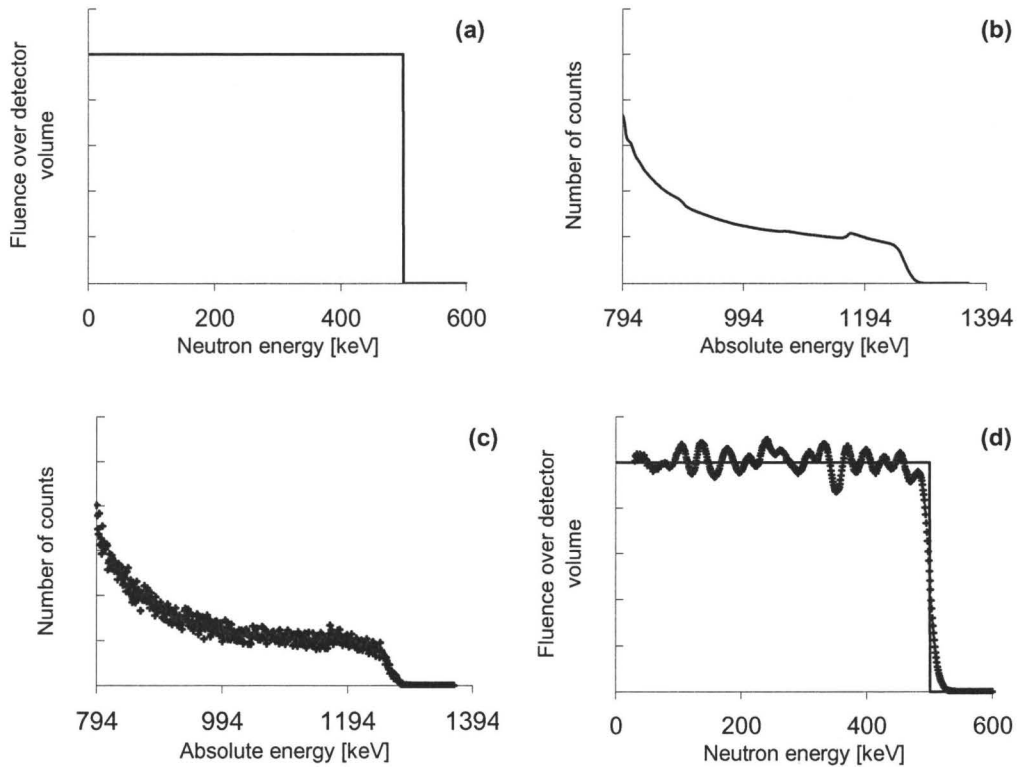 (a)
Fluence over detector
volume
0 200 400 600
Neutron energy [keV]
(b)
Number of counts
794 994 1194 1394
Absolute energy [keV]
(c)
Number of counts
794 994 1194 1394
Absolute energy [keV]
(d)
Fluence over detector
volume
0 200 400 600
Neutron energy [keV]